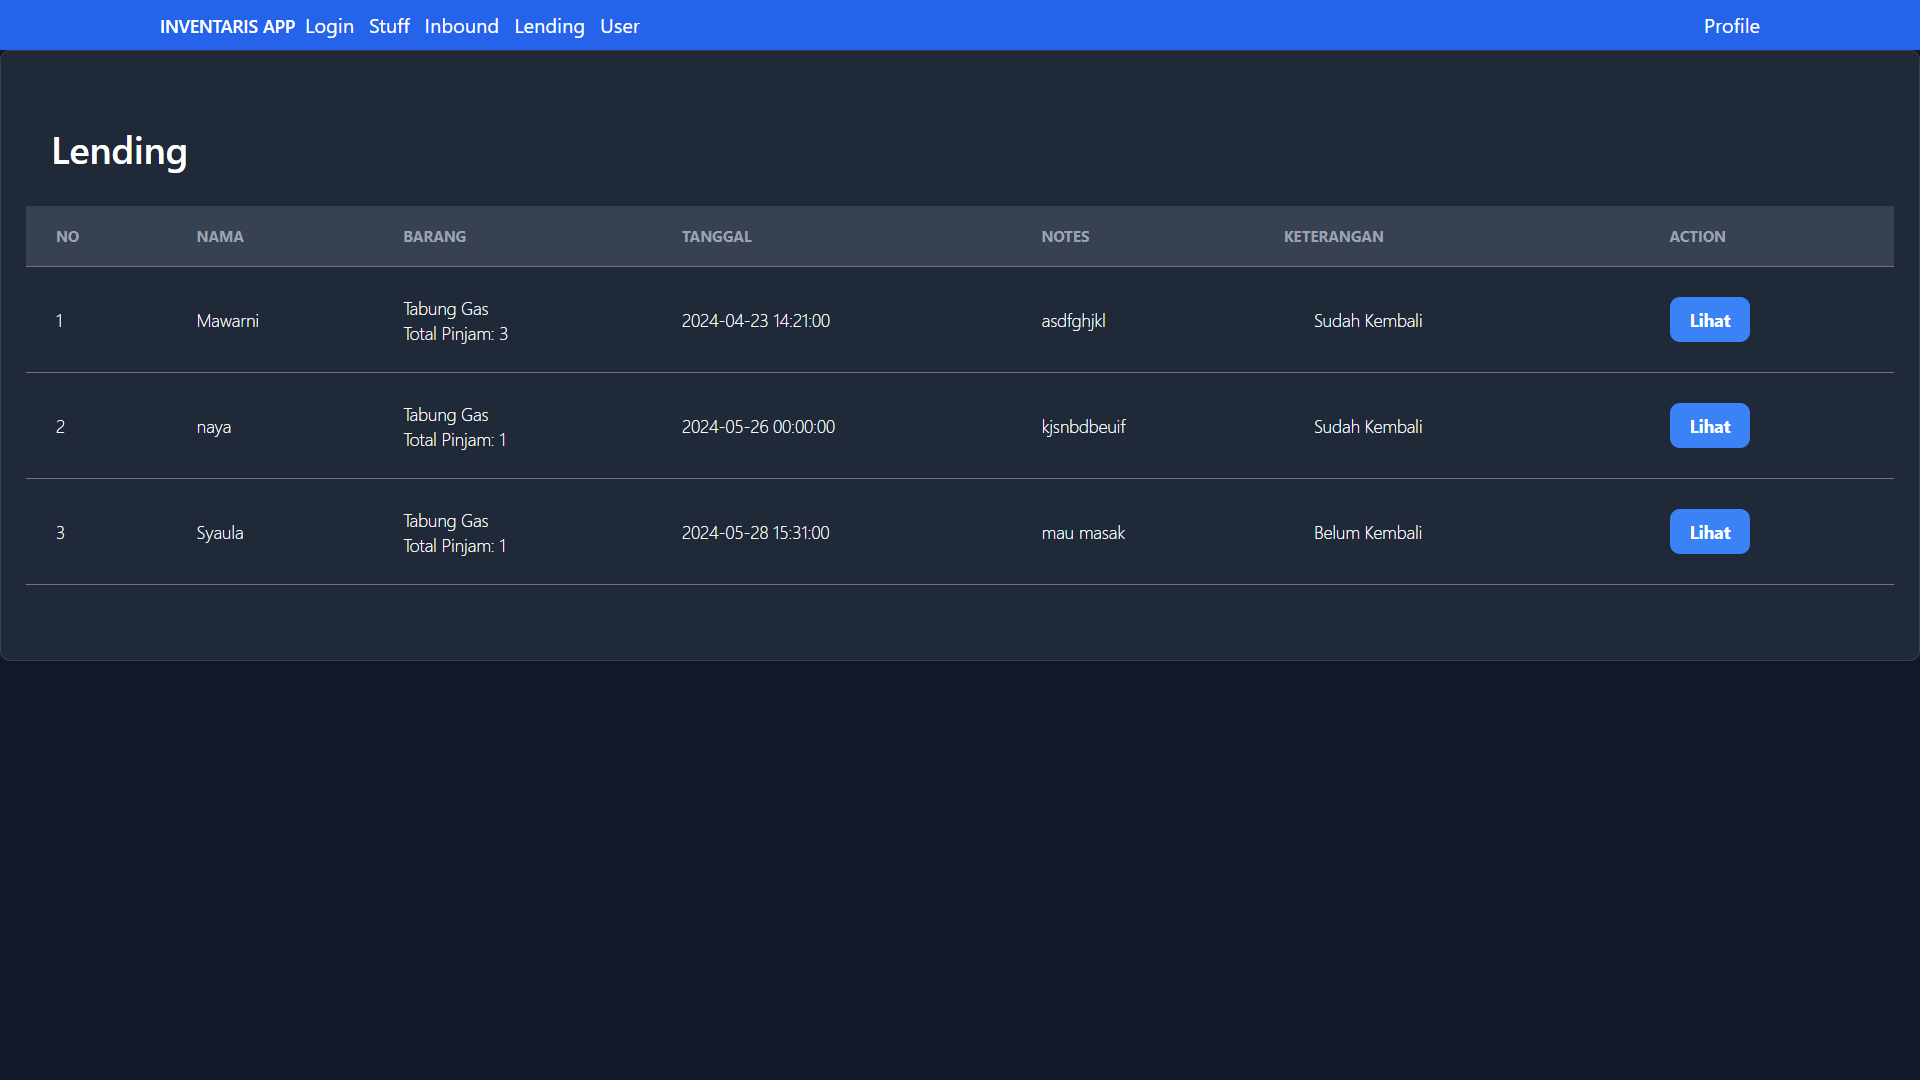 INVENTARIS APP Login Stuff Inbound Lending User Profile
Lending
NO NAMA BARANG TANGGAL NOTES KETERANGAN ACTION
1 Mawarni Tabung Gas 2024-04-23 14:21:00 asdfghjkl Sudah Kembali Lihat
Total Pinjam: 3
2 naya Tabung Gas 2024-05-26 00:00:00 kjsnbdbeuif Sudah Kembali Lihat
Total Pinjam: 1
3 Syaula Tabung Gas 2024-05-28 15:31:00 mau masak Belum Kembali Lihat
Total Pinjam: 1